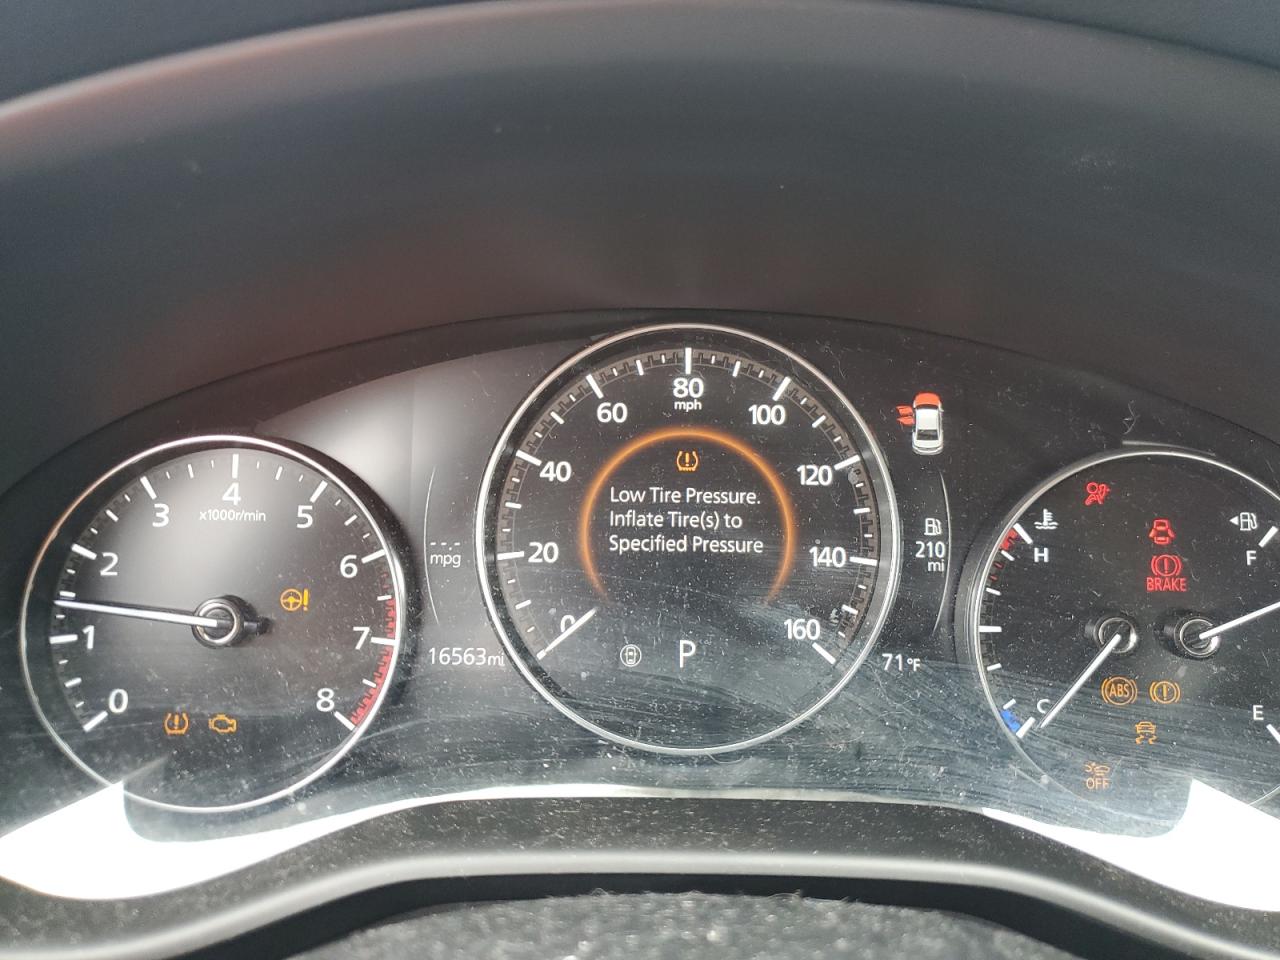 0
1
2
3
4
x1000r/min
5
6
7
8
16563mi
--.-
mpg
0
20
40
60
80
mph
100
120
140
160
Low Tire Pressure.
Inflate Tire(s) to
Specified Pressure
P
210
mi
71°F
H
C
BRAKE
ABS
OFF
F
E